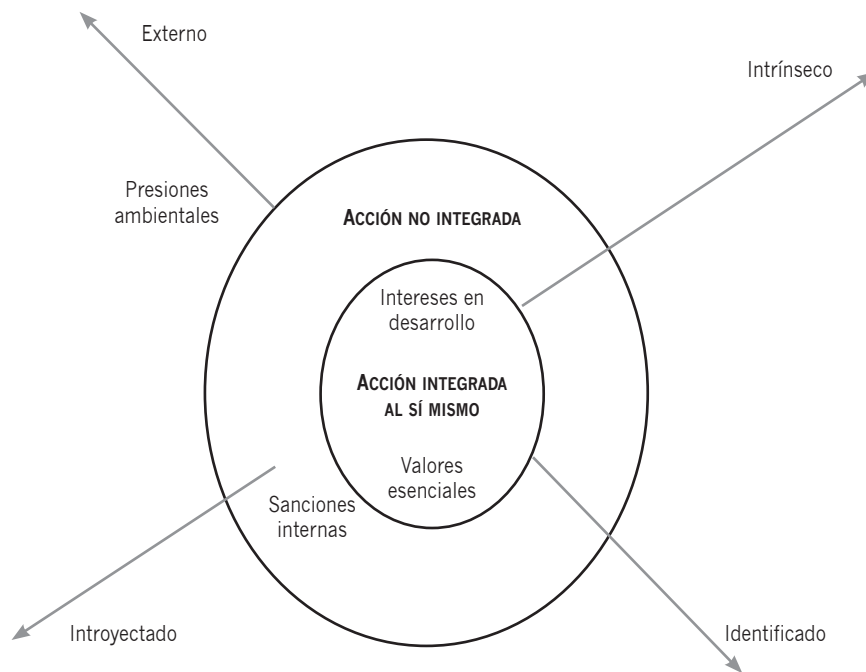 Externo
Intrínseco
Presiones
ambientales
ACCIÓN NO INTEGRADA
Intereses en
desarrollo
ACCIÓN INTEGRADA
AL SÍ MISMO
Valores
esenciales
Sanciones
internas
Introyectado
Identificado